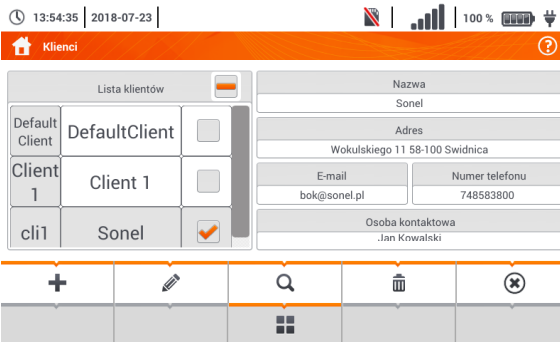 13:54:35 2018-07-23 100 %
Klienci ?
Lista klientów
Default Client DefaultClient
Client 1 Client 1
cli1 Sonel
Nazwa
Sonel
Adres
Wokulskiego 11 58-100 Swidnica
E-mail Numer telefonu
bok@sonel.pl 748583800
Osoba kontaktowa
Jan Kowalski